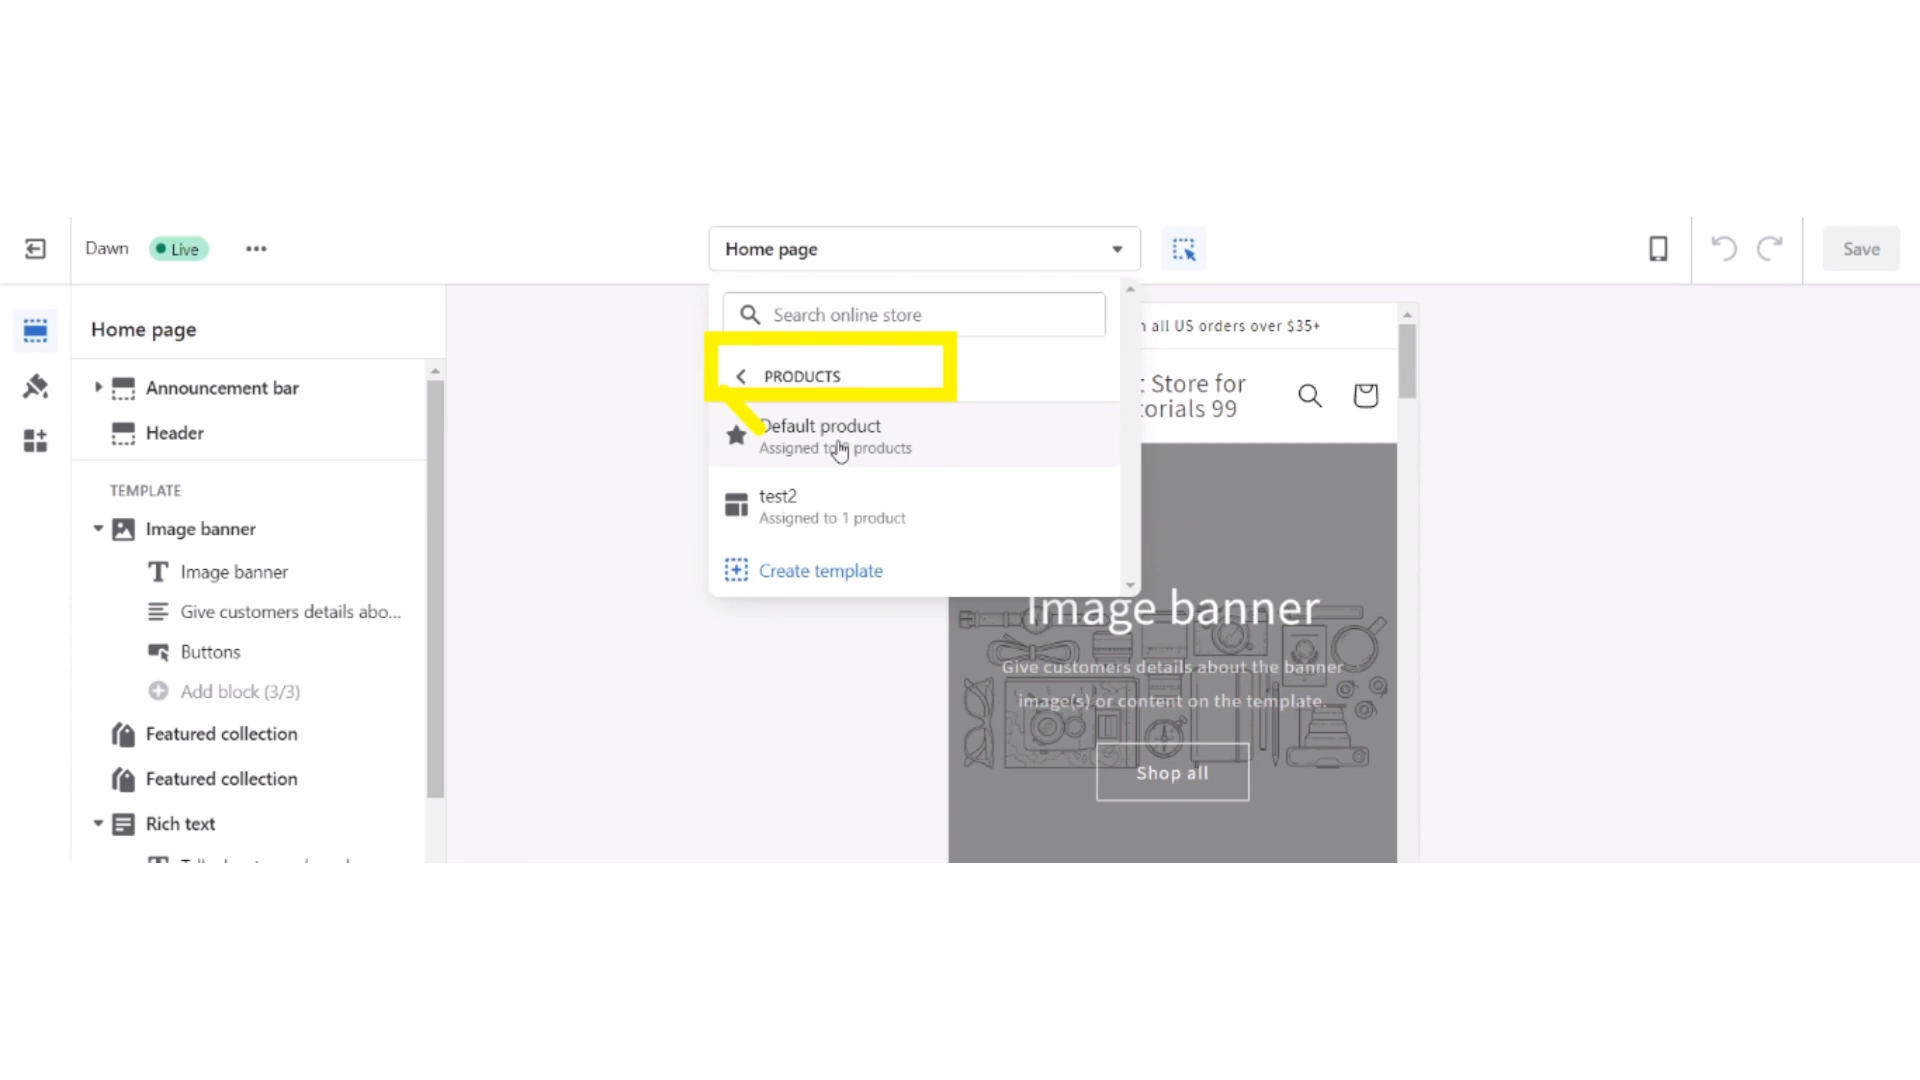 Dawn
Live
Home page
Save
Home page
Announcement bar
Header
TEMPLATE
Image banner
Image banner
Give customers details abo...
Buttons
Add block (3/3)
Featured collection
Featured collection
Rich text
Search online store
PRODUCTS
Default product
Assigned to products
test2
Assigned to 1 product
Create template
all US orders over $35+
Store for
99
Image banner
Give customers details about the banner
image(s) or content on the template.
Shop all